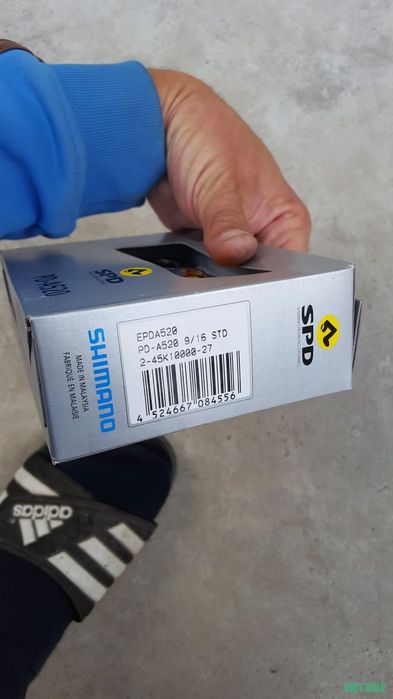 PD-A520
SPD
SHIMANO
MADE IN MALAYSIA
FABRIQUÉ EN MALAISIE
EPDA520
PD-A520 9/16 STD
2-45K10000-27
4 524667 084556
SPD
adidas